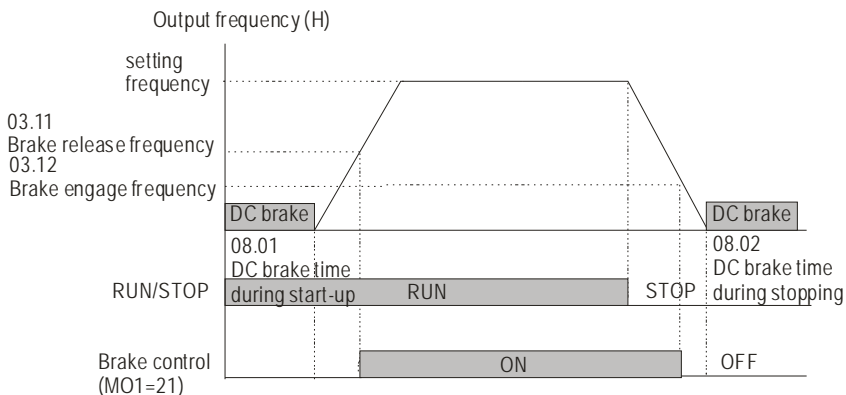 Output frequency (H)
setting
frequency
03.11
Brake release frequency
03.12
Brake engage frequency
DC brake
DC brake
08.01
DC brake time
during start-up
08.02
DC brake time
during stopping
RUN/STOP
RUN
STOP
Brake control
(MO1=21)
ON
OFF